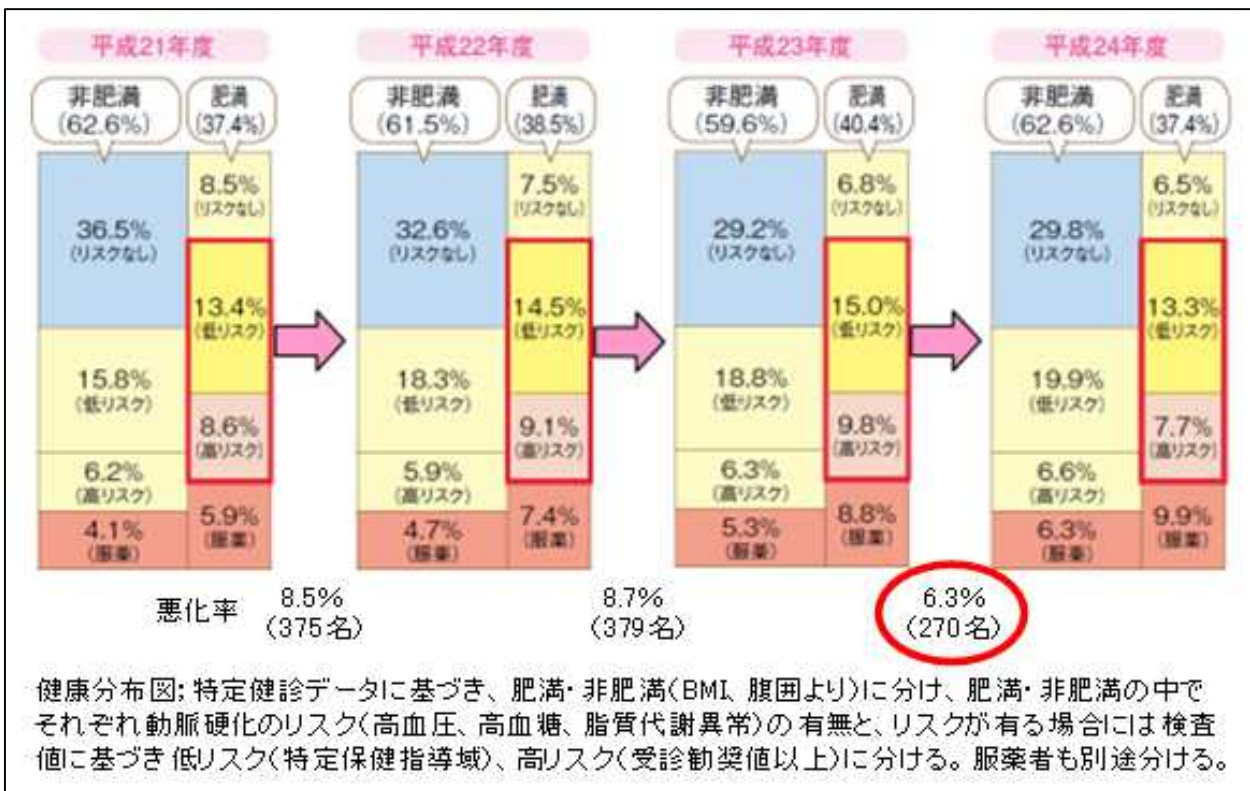 平成21年度
非肥満
(62.6%)
肥満
(37.4%)
36.5%
(リスクなし)
15.8%
(低リスク)
6.2%
(高リスク)
4.1%
(服薬)
8.5%
(リスクなし)
13.4%
(低リスク)
8.6%
(高リスク)
5.9%
(服薬)
平成22年度
非肥満
(61.5%)
肥満
(38.5%)
32.6%
(リスクなし)
18.3%
(低リスク)
5.9%
(高リスク)
4.7%
(服薬)
7.5%
(リスクなし)
14.5%
(低リスク)
9.1%
(高リスク)
7.4%
(服薬)
平成23年度
非肥満
(59.6%)
肥満
(40.4%)
29.2%
(リスクなし)
18.8%
(低リスク)
6.3%
(高リスク)
5.3%
(服薬)
6.8%
(リスクなし)
15.0%
(低リスク)
9.8%
(高リスク)
8.8%
(服薬)
平成24年度
非肥満
(62.6%)
肥満
(37.4%)
29.8%
(リスクなし)
19.9%
(低リスク)
6.6%
(高リスク)
6.3%
(服薬)
6.5%
(リスクなし)
13.3%
(低リスク)
7.7%
(高リスク)
9.9%
(服薬)
悪化率
8.5%
(375名)
8.7%
(379名)
6.3%
(270名)
健康分布図;特定健診データに基づき、肥満・非肥満(BMI、腹囲より)に分け、肥満・非肥満の中で
それぞれ動脈硬化のリスク(高血圧、高血糖、脂質代謝異常)の有無と、リスクが有る場合には検査
値に基づき低リスク(特定保健指導域)、高リスク(受診勧奨値以上)に分ける。服薬者も別途分ける。